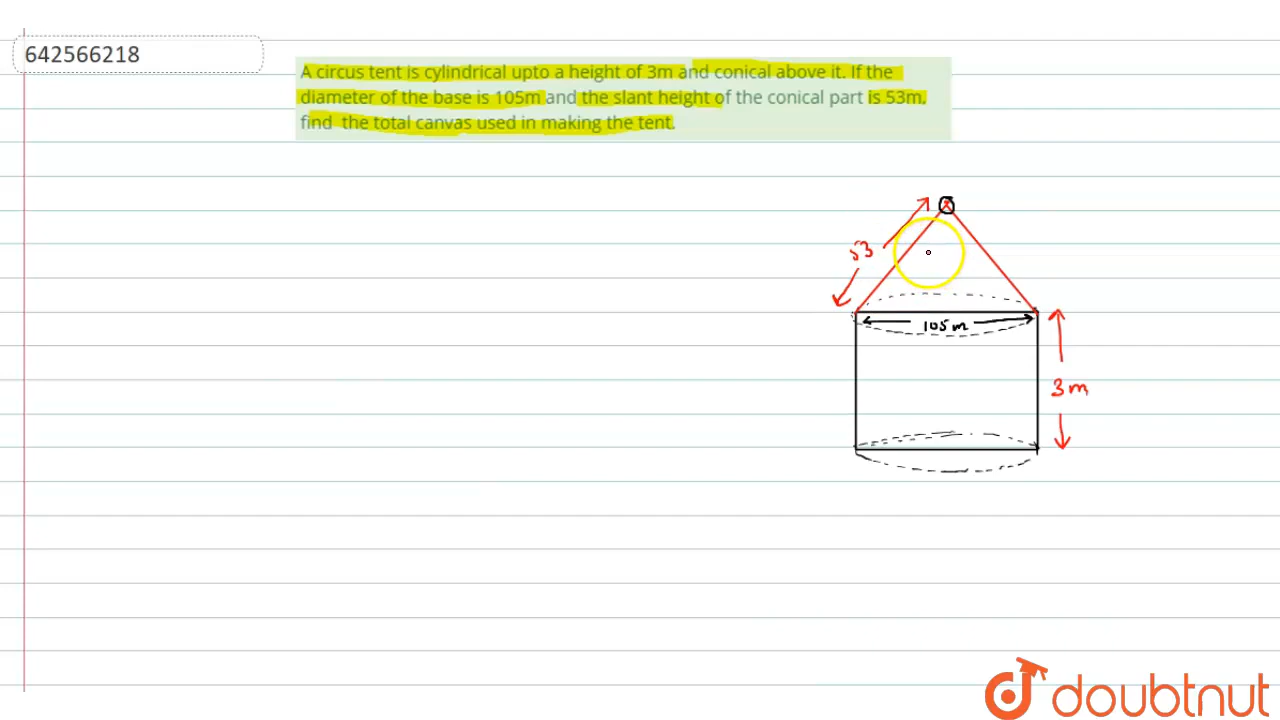 642566218
A circus tent is cylindrical upto a height of 3m and conical above it. If the
diameter of the base is 105m and the slant height of the conical part is 53m,
find the total canvas used in making the tent.
53
105m
3m
doubtnut